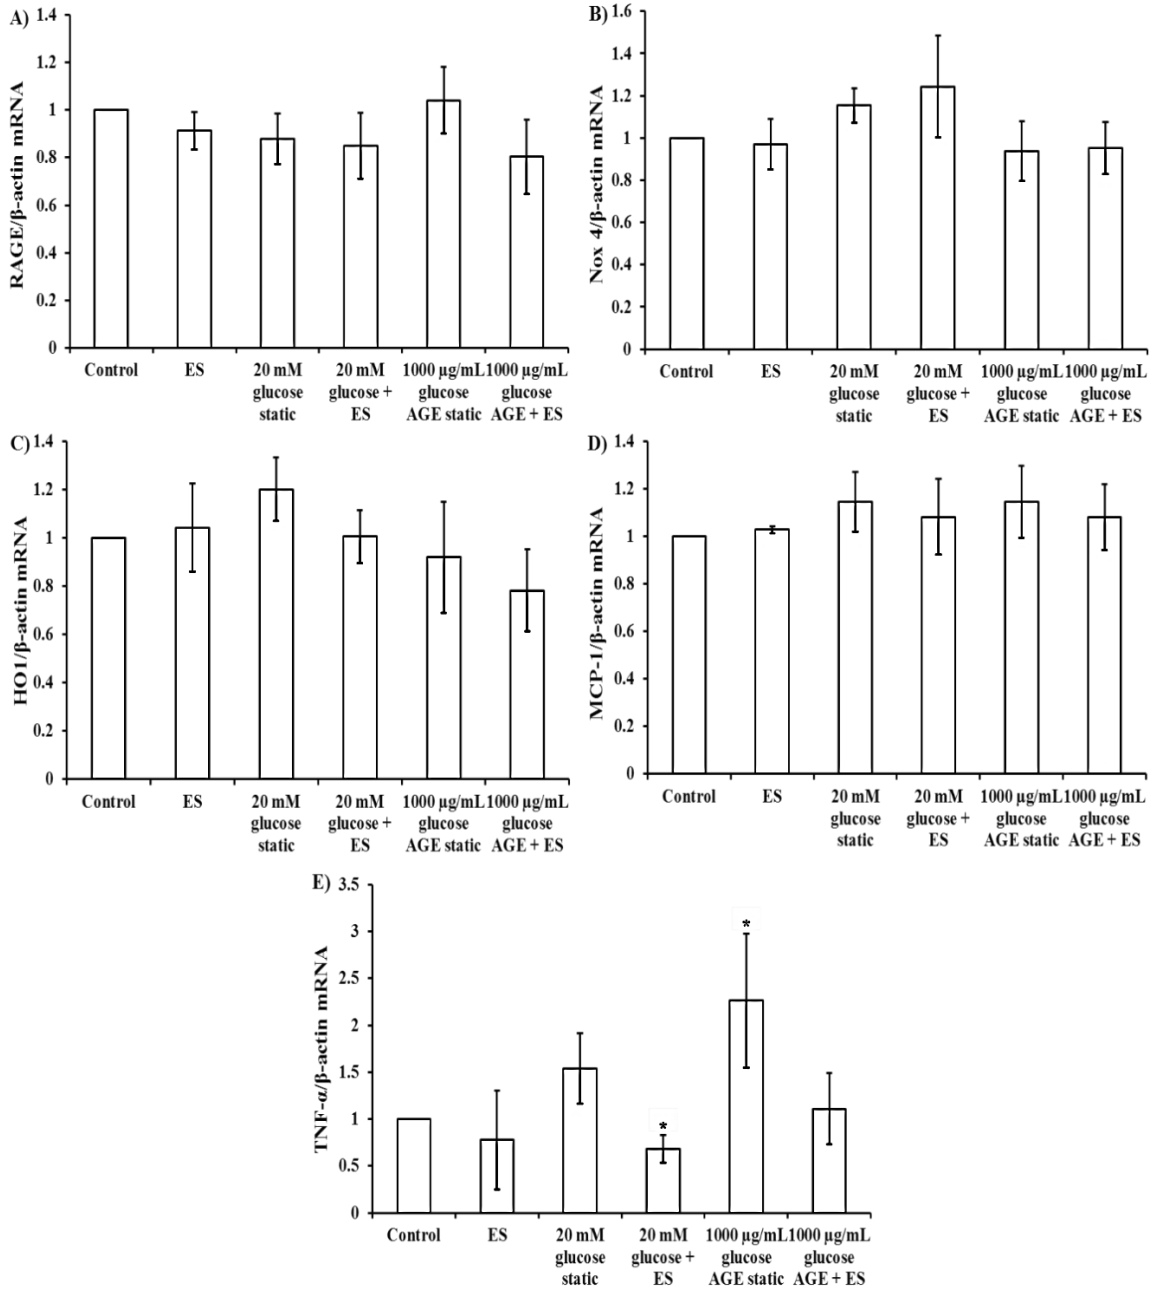 A)
RAGE/β-actin mRNA
1.4
1.2
1
0.8
0.6
0.4
0.2
0
Control ES 20 mM 20 mM 1000 µg/mL 1000 µg/mL
glucose glucose + glucose glucose
static ES AGE static AGE + ES
B)
Nox 4/β-actin mRNA
1.6
1.4
1.2
1
0.8
0.6
0.4
0.2
0
Control ES 20 mM 20 mM 1000 µg/mL 1000 µg/mL
glucose glucose + glucose glucose
static ES AGE static AGE + ES
C)
HO1/β-actin mRNA
1.4
1.2
1
0.8
0.6
0.4
0.2
0
Control ES 20 mM 20 mM 1000 µg/mL 1000 µg/mL
glucose glucose + glucose glucose
static ES AGE static AGE + ES
D)
MCP-1/β-actin mRNA
1.4
1.2
1
0.8
0.6
0.4
0.2
0
Control ES 20 mM 20 mM 1000 µg/mL 1000 µg/mL
glucose glucose + glucose glucose
static ES AGE static AGE + ES
E)
TNF-α/β-actin mRNA
3.5
3
2.5
2
1.5
1
0.5
0
*
*
Control ES 20 mM 20 mM 1000 µg/mL 1000 µg/mL
glucose glucose + glucose glucose
static ES AGE static AGE + ES